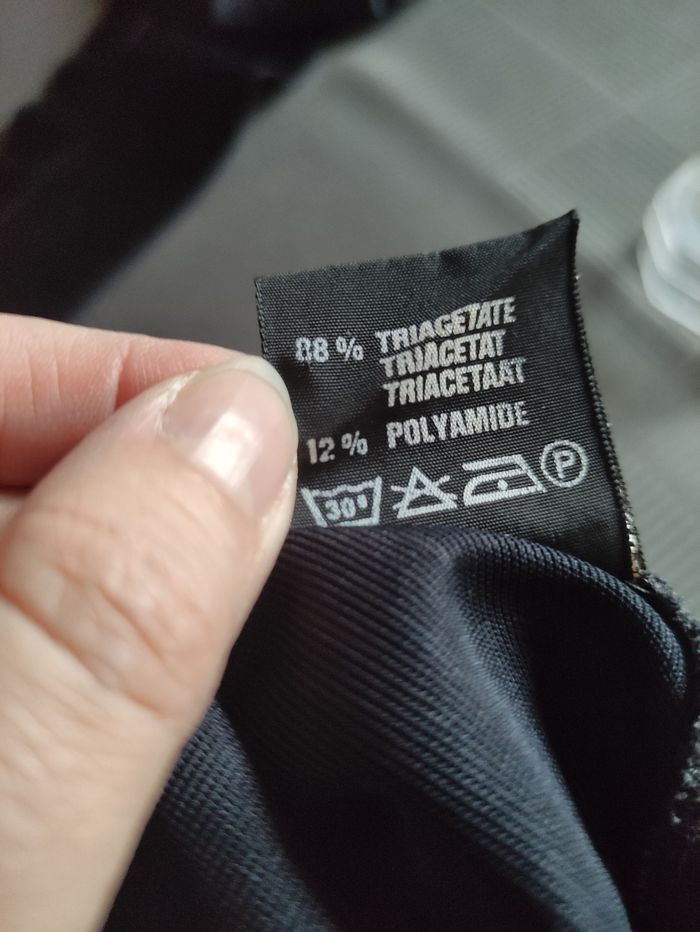 88 % TRIACETATE
TRIACETAT
TRIACETAAT
12 % POLYAMIDE
30°
P